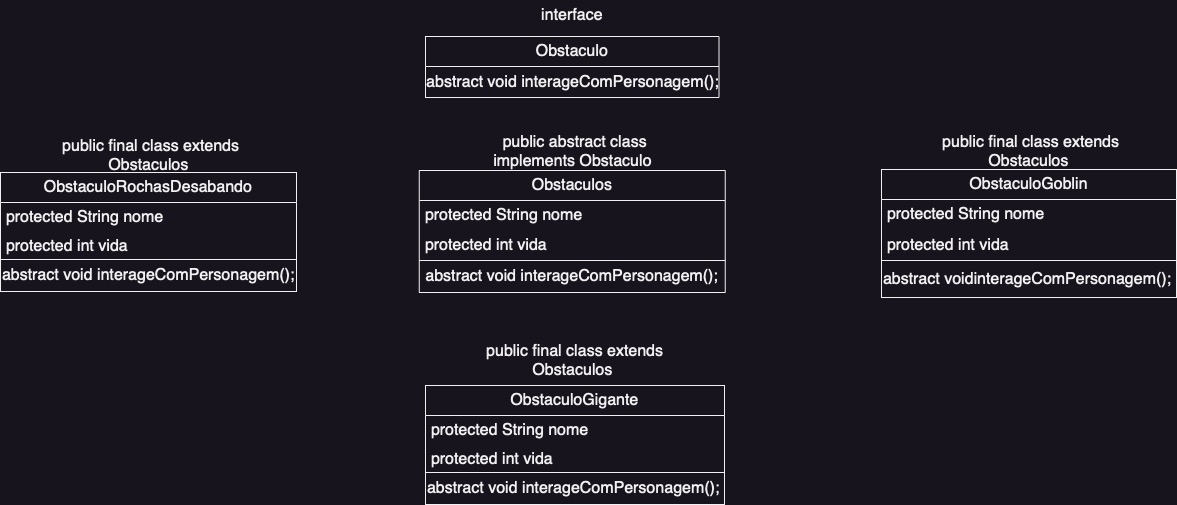 interface
Obstaculo
abstract void interageComPersonagem();
public final class extends
Obstaculos
ObstaculoRochasDesabando
protected String nome
protected int vida
abstract void interageComPersonagem();
public abstract class
implements Obstaculo
Obstaculos
protected String nome
protected int vida
abstract void interageComPersonagem();
public final class extends
Obstaculos
ObstaculoGoblin
protected String nome
protected int vida
abstract voidinterageComPersonagem();
public final class extends
Obstaculos
ObstaculoGigante
protected String nome
protected int vida
abstract void interageComPersonagem();